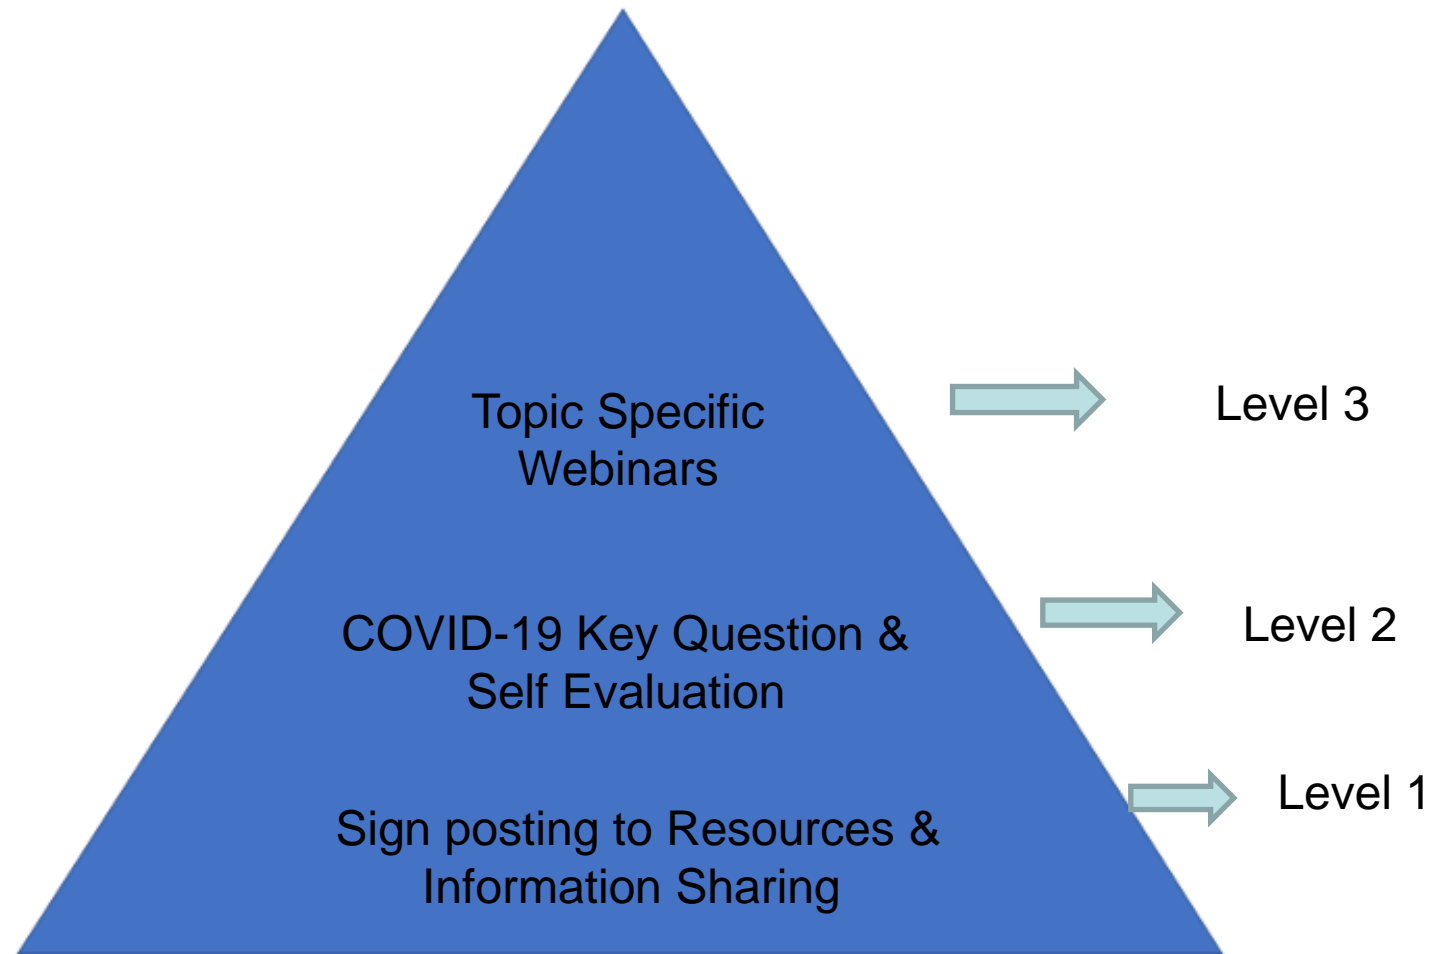 Topic Specific
Webinars
Level 3
COVID-19 Key Question &
Self Evaluation
Level 2
Sign posting to Resources &
Information Sharing
Level 1